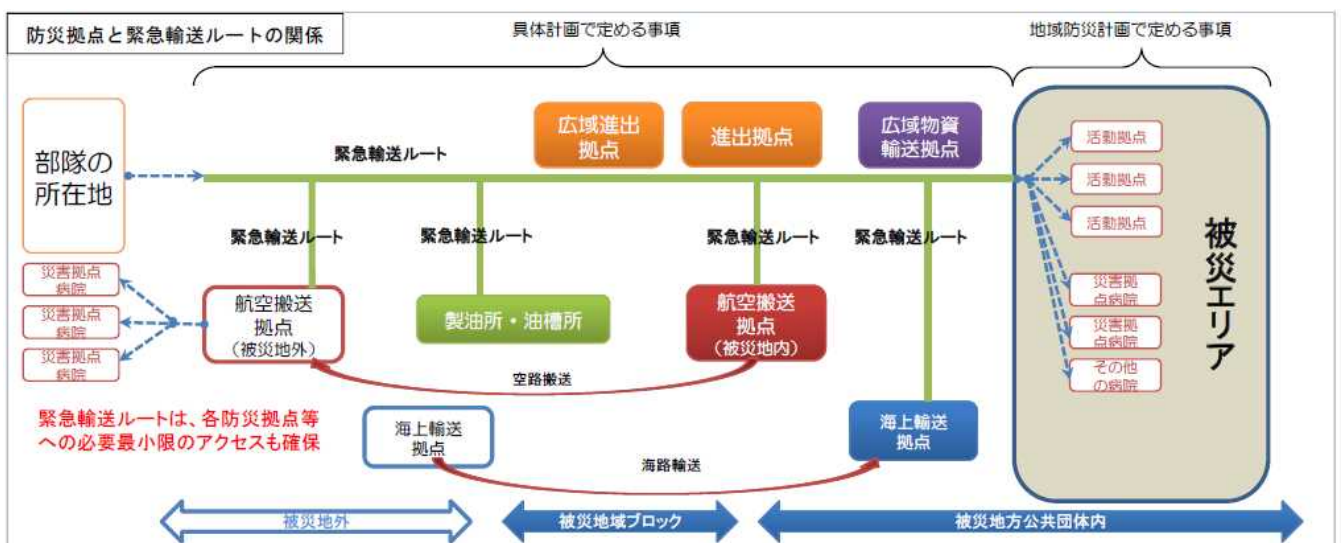 防災拠点と緊急輸送ルートの関係
具体計画で定める事項
地域防災計画で定める事項
部隊の
所在地
緊急輸送ルート
広域進出
拠点
進出拠点
広域物資
輸送拠点
活動拠点
活動拠点
活動拠点
被災エリア
緊急輸送ルート
緊急輸送ルート
緊急輸送ルート
緊急輸送ルート
災害拠点
病院
災害拠点
病院
災害拠点
病院
航空搬送
拠点
(被災地外)
製油所・油槽所
航空搬送
拠点
(被災地内)
災害拠
点病院
災害拠
点病院
その他
の病院
空路搬送
緊急輸送ルートは、各防災拠点等
への必要最小限のアクセスも確保
海上輸送
拠点
海上輸送
拠点
海路輸送
被災地外
被災地域ブロック
被災地方公共団体内